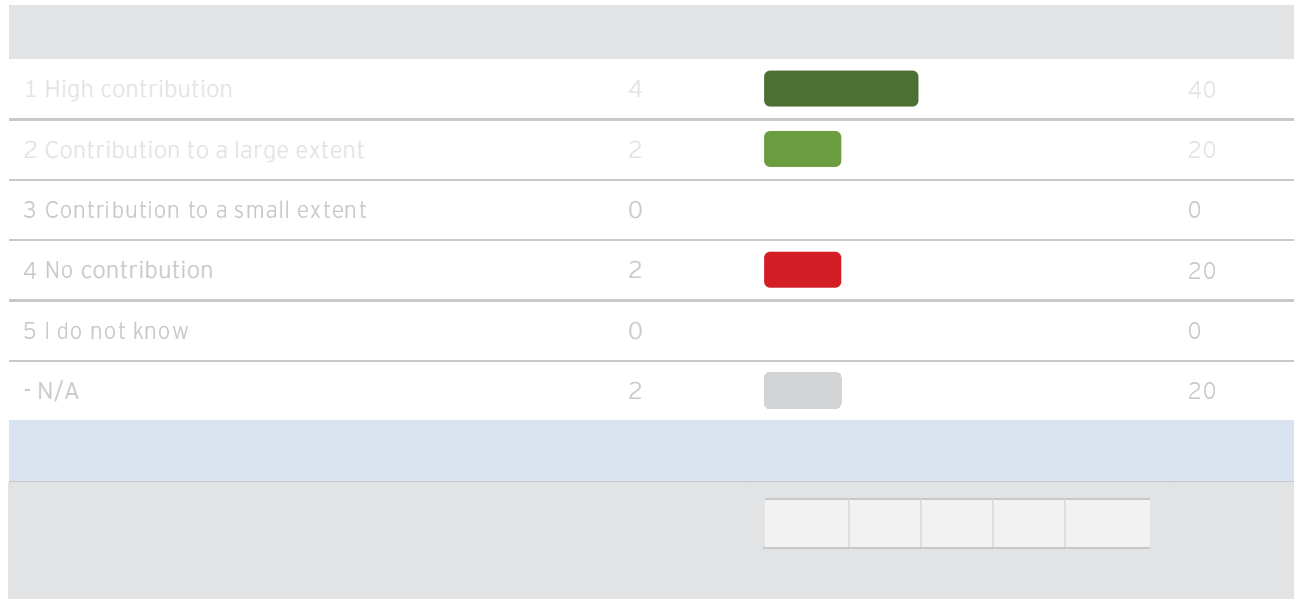 1 High contribution 4 40
2 Contribution to a large extent 2 20
3 Contribution to a small extent 0 0
4 No contribution 2 20
5 I do not know 0 0
- N/A 2 20